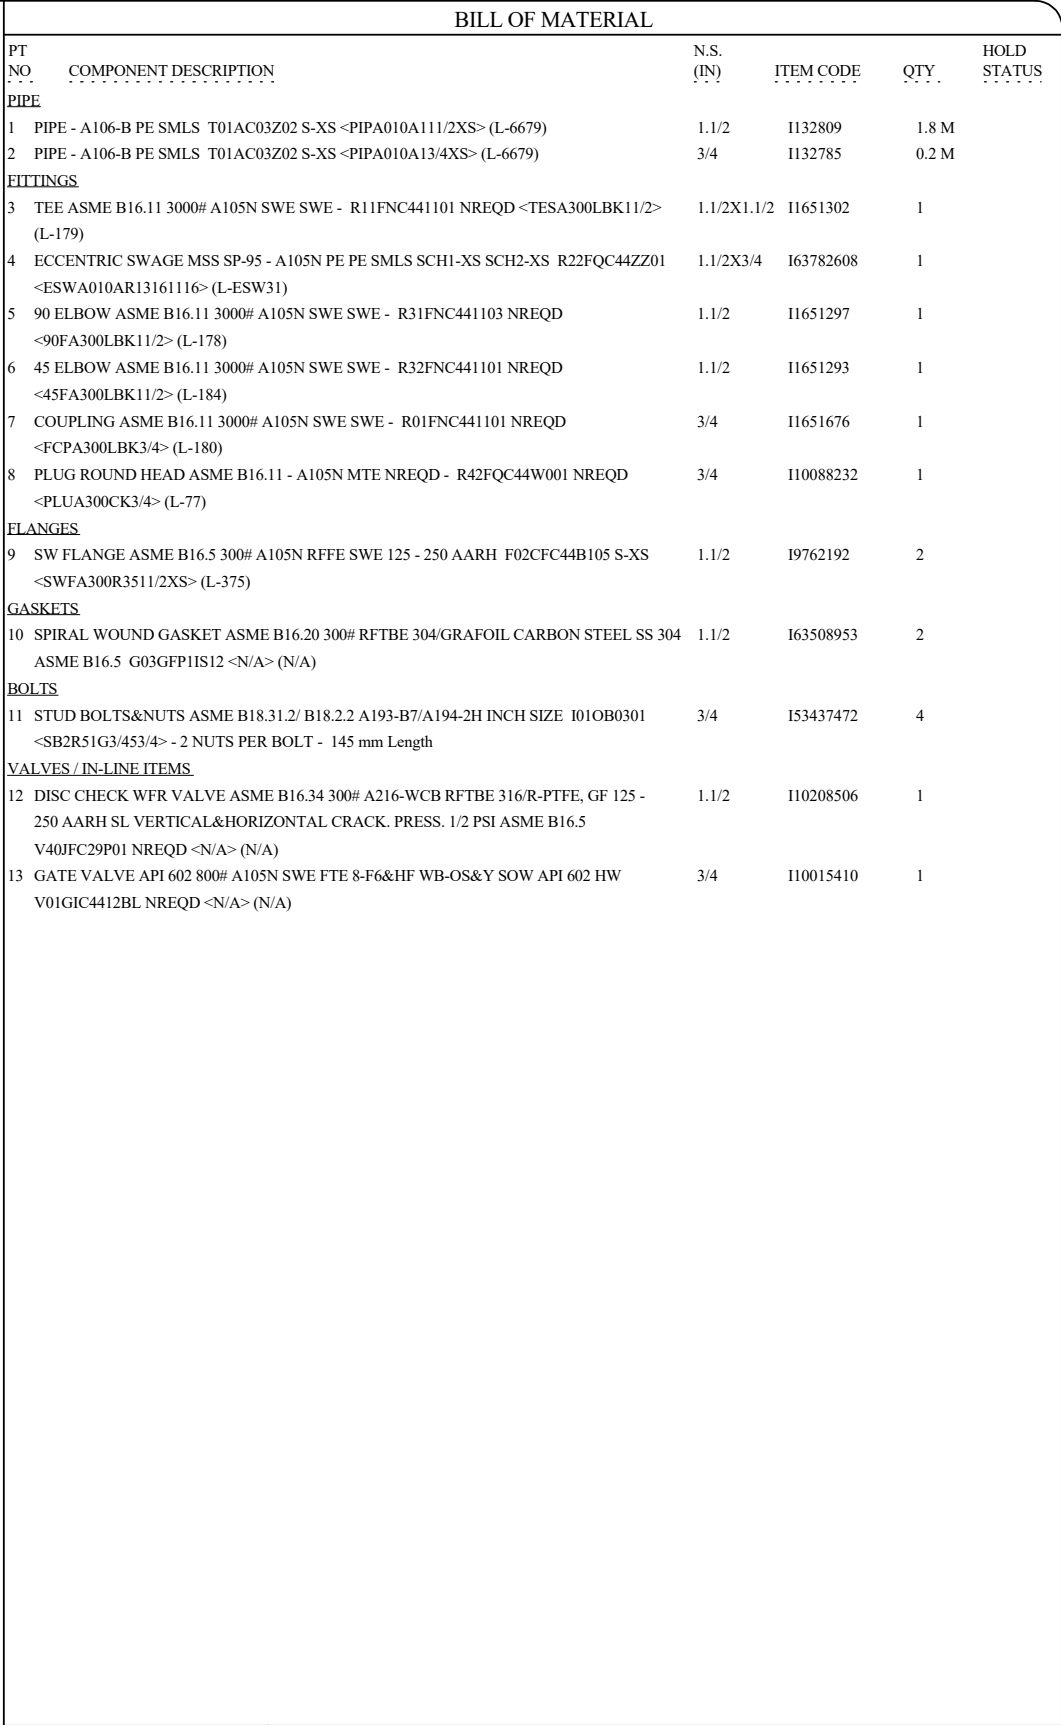 BILL OF MATERIAL
PT N.S. HOLD
NO COMPONENT DESCRIPTION (IN) ITEM CODE QTY STATUS
PIPE
1 PIPE - A106-B PE SMLS T01AC03Z02 S-XS <PIPA010A111/2XS> (L-6679) 1.1/2 I132809 1.8 M
2 PIPE - A106-B PE SMLS T01AC03Z02 S-XS <PIPA010A13/4XS> (L-6679) 3/4 I132785 0.2 M
FITTINGS
3 TEE ASME B16.11 3000# A105N SWE SWE - R11FNC441101 NREQD <TESA300LBK11/2> 1.1/2X1.1/2 I1651302 1
(L-179)
4 ECCENTRIC SWAGE MSS SP-95 - A105N PE PE SMLS SCH1-XS SCH2-XS R22FQC44ZZ01 1.1/2X3/4 I63782608 1
<ESWA010AR13161116> (L-ESW31)
5 90 ELBOW ASME B16.11 3000# A105N SWE SWE - R31FNC441103 NREQD 1.1/2 I1651297 1
<90FA300LBK11/2> (L-178)
6 45 ELBOW ASME B16.11 3000# A105N SWE SWE - R32FNC441101 NREQD 1.1/2 I1651293 1
<45FA300LBK11/2> (L-184)
7 COUPLING ASME B16.11 3000# A105N SWE SWE - R01FNC441101 NREQD 3/4 I1651676 1
<FCPA300LBK3/4> (L-180)
8 PLUG ROUND HEAD ASME B16.11 - A105N MTE NREQD - R42FQC44W001 NREQD 3/4 I10088232 1
<PLUA300CK3/4> (L-77)
FLANGES
9 SW FLANGE ASME B16.5 300# A105N RFFE SWE 125 - 250 AARH F02CFC44B105 S-XS 1.1/2 I9762192 2
<SWFA300R3511/2XS> (L-375)
GASKETS
10 SPIRAL WOUND GASKET ASME B16.20 300# RFTBE 304/GRAFOIL CARBON STEEL SS 304 1.1/2 I63508953 2
ASME B16.5 G03GFP1IS12 <N/A> (N/A)
BOLTS
11 STUD BOLTS&NUTS ASME B18.31.2/ B18.2.2 A193-B7/A194-2H INCH SIZE I01OB0301 3/4 I53437472 4
<SB2R51G3/453/4> - 2 NUTS PER BOLT - 145 mm Length
VALVES / IN-LINE ITEMS
12 DISC CHECK WFR VALVE ASME B16.34 300# A216-WCB RFTBE 316/R-PTFE, GF 125 - 1.1/2 I10208506 1
250 AARH SL VERTICAL&HORIZONTAL CRACK. PRESS. 1/2 PSI ASME B16.5
V40JFC29P01 NREQD <N/A> (N/A)
13 GATE VALVE API 602 800# A105N SWE FTE 8-F6&HF WB-OS&Y SOW API 602 HW 3/4 I10015410 1
V01GIC4412BL NREQD <N/A> (N/A)